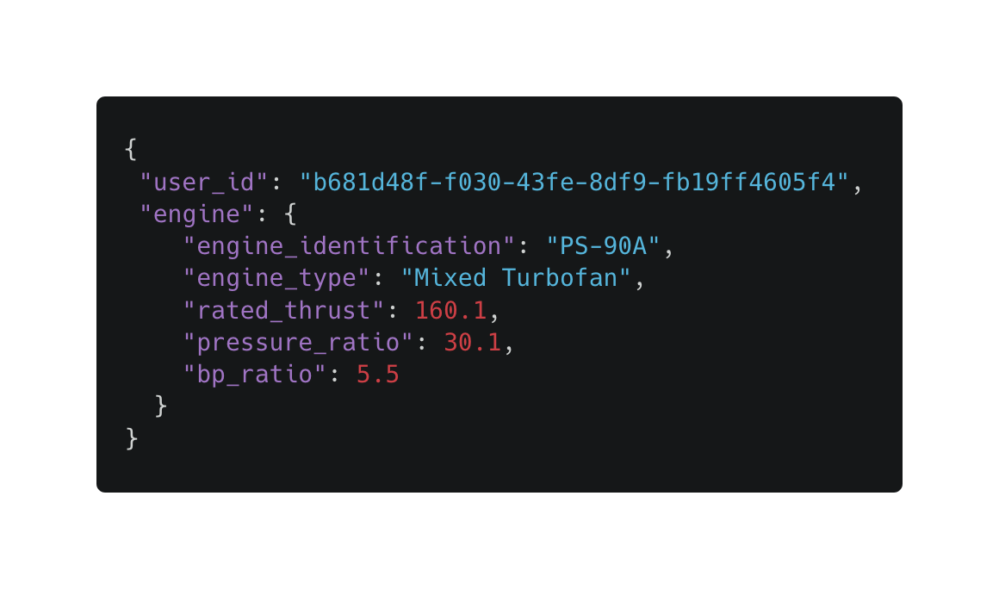 {
 "user_id": "b681d48f-f030-43fe-8df9-fb19ff4605f4",
 "engine": {
    "engine_identification": "PS-90A",
    "engine_type": "Mixed Turbofan",
    "rated_thrust": 160.1,
    "pressure_ratio": 30.1,
    "bp_ratio": 5.5
  }
}